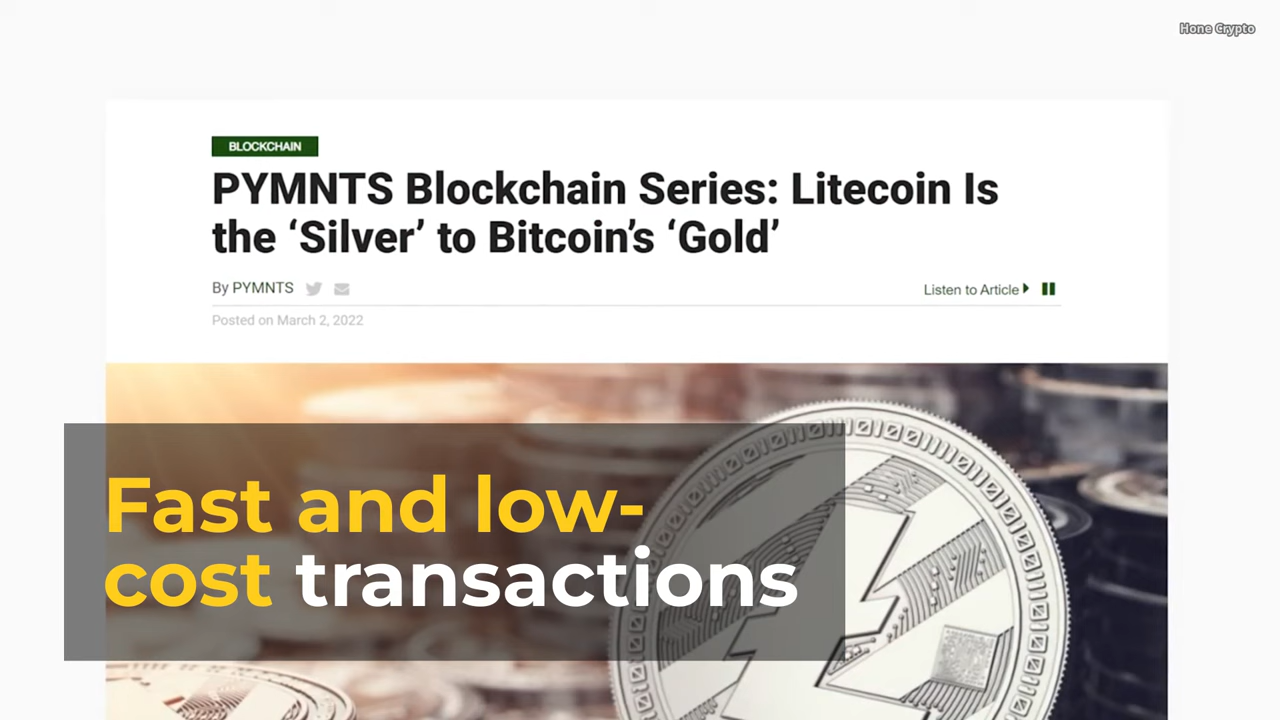 Hone Crypto
BLOCKCHAIN
PYMNTS Blockchain Series: Litecoin Is
the ‘Silver’ to Bitcoin’s ‘Gold’
By PYMNTS
Listen to Article
Posted on March 2, 2022
Fast and low-
cost transactions